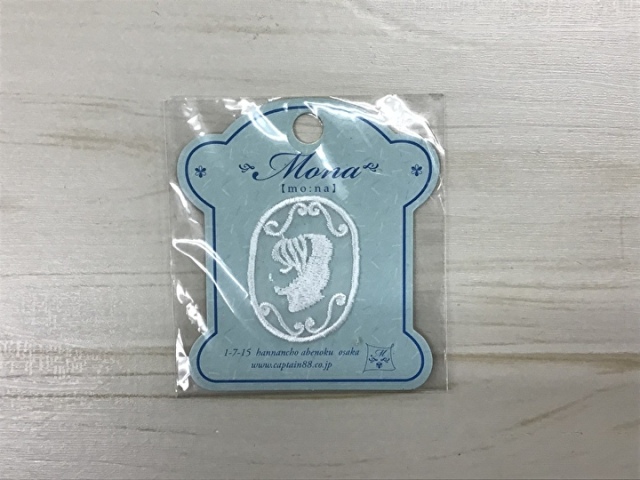 Mona
【mo:na】
1-7-15 hannancho abenoku osaka
M
www.captain88.co.jp